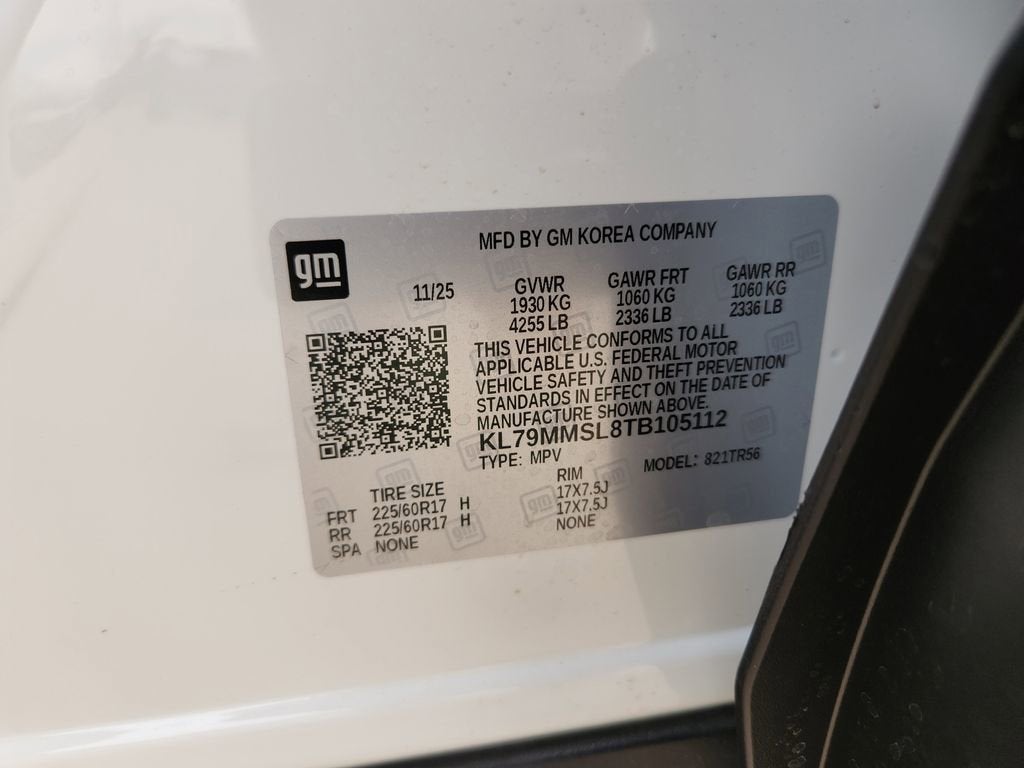 gm
MFD BY GM KOREA COMPANY
11/25
GVWR GAWR FRT GAWR RR
1930 KG 1060 KG 1060 KG
4255 LB 2336 LB 2336 LB
THIS VEHICLE CONFORMS TO ALL
APPLICABLE U.S. FEDERAL MOTOR
VEHICLE SAFETY AND THEFT PREVENTION
STANDARDS IN EFFECT ON THE DATE OF
MANUFACTURE SHOWN ABOVE.
KL79MMSL8TB105112
TYPE: MPV MODEL: 821TR56
TIRE SIZE RIM
FRT 225/60R17 H 17X7.5J
RR 225/60R17 H 17X7.5J
SPA NONE NONE